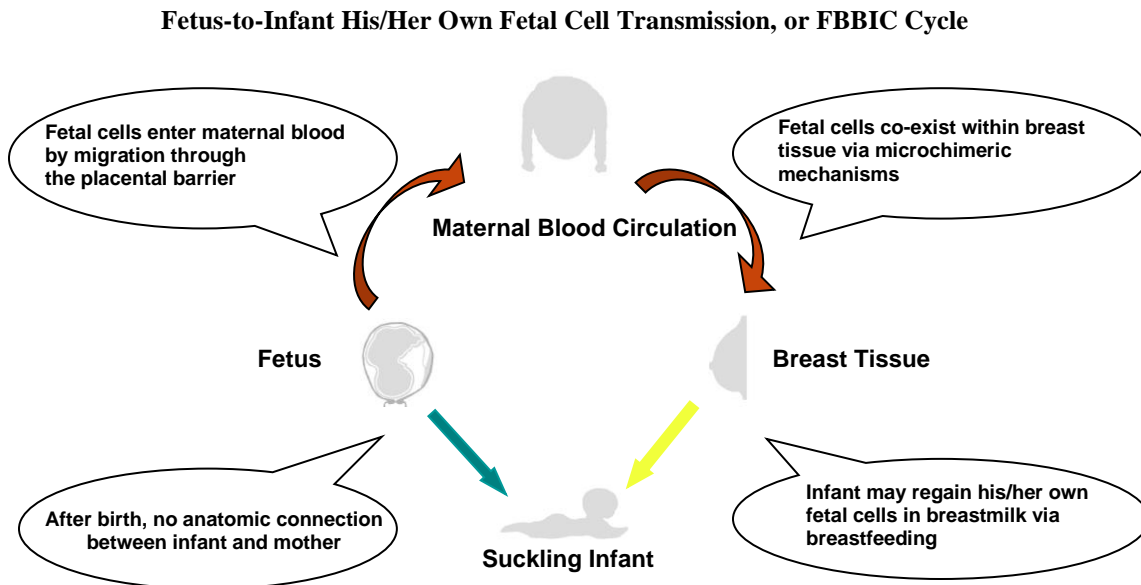 Fetus-to-Infant His/Her Own Fetal Cell Transmission, or FBBIC Cycle
Fetal cells enter maternal blood
by migration through
the placental barrier
Fetal cells co-exist within breast
tissue via microchimeric
mechanisms
Maternal Blood Circulation
Fetus
Breast Tissue
After birth, no anatomic connection
between infant and mother
Infant may regain his/her own
fetal cells in breastmilk via
breastfeeding
Suckling Infant